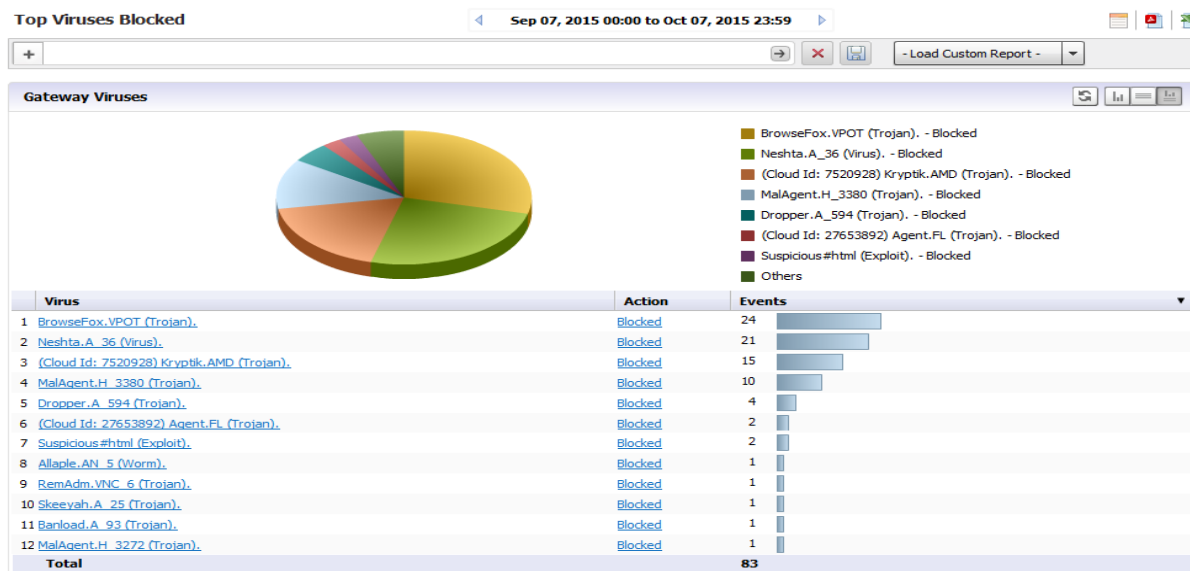 Top Viruses Blocked
Sep 07, 2015 00:00 to Oct 07, 2015 23:59
+
- Load Custom Report -
Gateway Viruses
BrowseFox.VPOT (Trojan). - Blocked
Neshta.A_36 (Virus). - Blocked
(Cloud Id: 7520928) Kryptik.AMD (Trojan). - Blocked
MalAgent.H_3380 (Trojan). - Blocked
Dropper.A_594 (Trojan). - Blocked
(Cloud Id: 27653892) Agent.FL (Trojan). - Blocked
Suspicious#html (Exploit). - Blocked
Others
Virus Action Events
1 BrowseFox.VPOT (Trojan). Blocked 24
2 Neshta.A_36 (Virus). Blocked 21
3 (Cloud Id: 7520928) Kryptik.AMD (Trojan). Blocked 15
4 MalAgent.H_3380 (Trojan). Blocked 10
5 Dropper.A_594 (Trojan). Blocked 4
6 (Cloud Id: 27653892) Agent.FL (Trojan). Blocked 2
7 Suspicious#html (Exploit). Blocked 2
8 Allaple.AN_5 (Worm). Blocked 1
9 RemAdm.VNC_6 (Trojan). Blocked 1
10 Skeeyah.A_25 (Trojan). Blocked 1
11 Banload.A_93 (Trojan). Blocked 1
12 MalAgent.H_3272 (Trojan). Blocked 1
Total 83